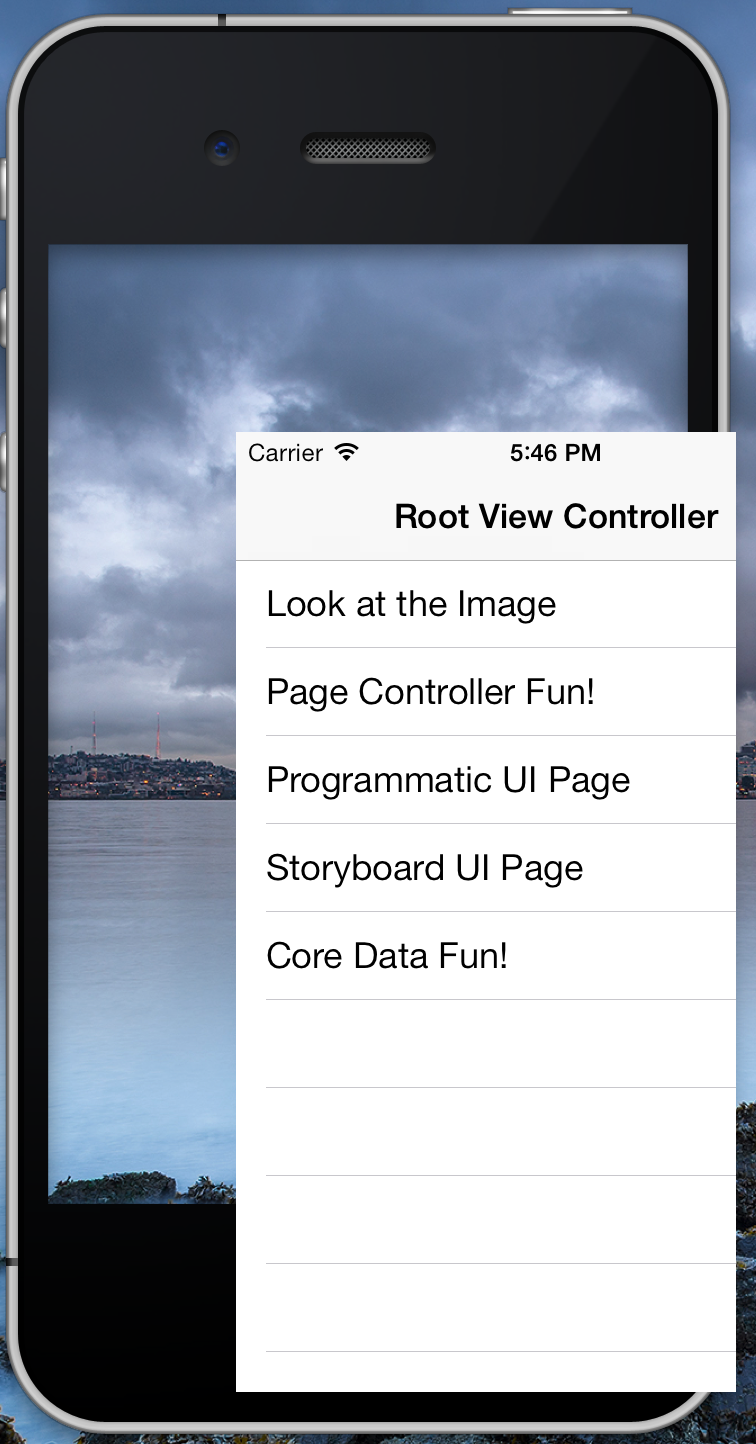 Carrier 5:46 PM
Root View Controller
Look at the Image
Page Controller Fun!
Programmatic UI Page
Storyboard UI Page
Core Data Fun!